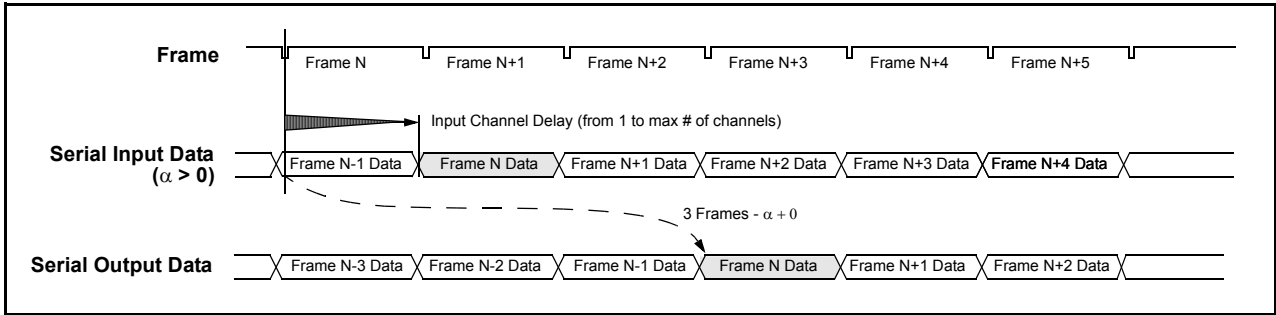 Frame
Frame N Frame N+1 Frame N+2 Frame N+3 Frame N+4 Frame N+5
Input Channel Delay (from 1 to max # of channels)
Serial Input Data
(α > 0)
Frame N-1 Data Frame N Data Frame N+1 Data Frame N+2 Data Frame N+3 Data Frame N+4 Data
3 Frames - α + 0
Serial Output Data
Frame N-3 Data Frame N-2 Data Frame N-1 Data Frame N Data Frame N+1 Data Frame N+2 Data